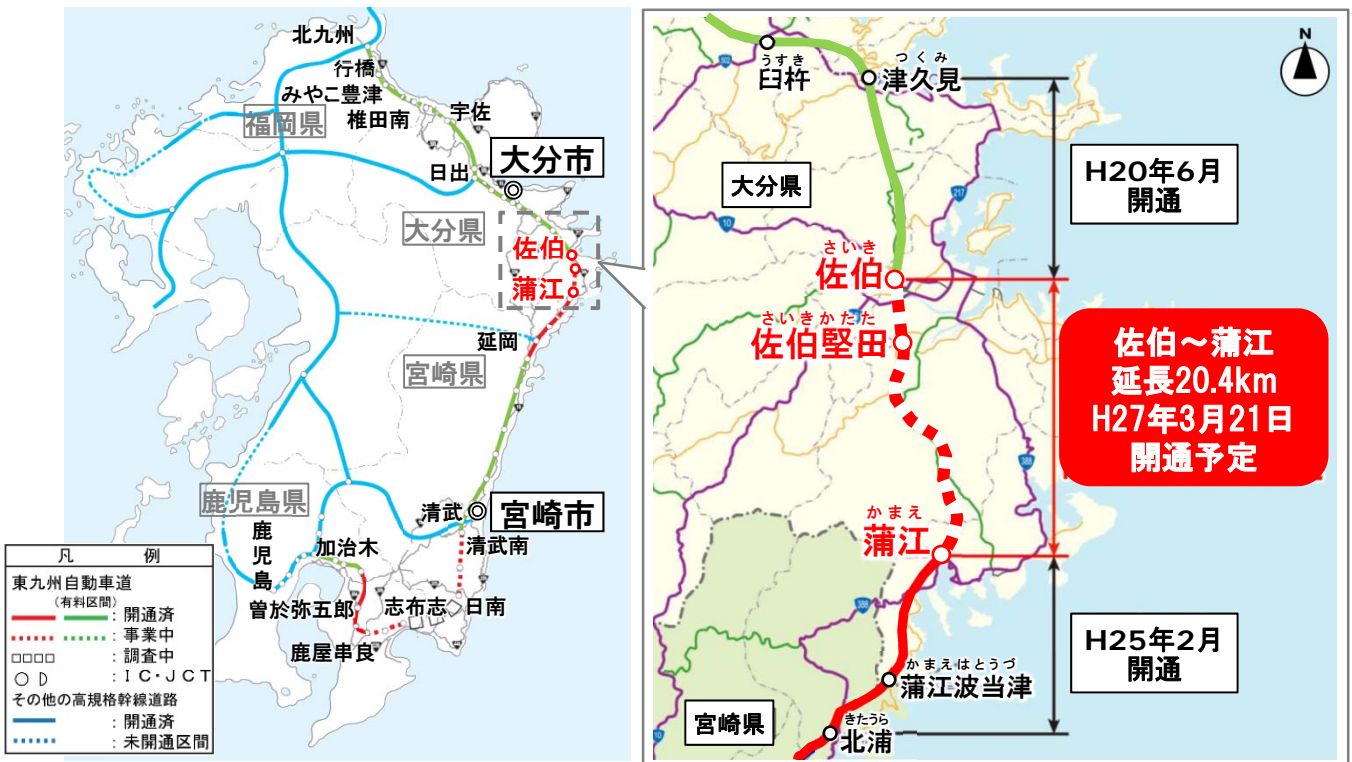 北九州
行橋
みやこ豊津
椎田南
宇佐
福岡県
大分市
日出
大分県
佐伯
蒲江
延岡
宮崎県
鹿児島県
清武
宮崎市
清武南
鹿児島
加治木
曽於弥五郎
志布志
日南
鹿屋串良
凡 例
東九州自動車道
(有料区間)
: 開通済
: 事業中
: 調査中
: IC・JCT
その他の高規格幹線道路
: 開通済
: 未開通区間
N
うすき
臼杵
つくみ
津久見
大分県
H20年6月
開通
217
10
10
さいき
佐伯
さいきかたた
佐伯堅田
佐伯~蒲江
延長20.4km
H27年3月21日
開通予定
388
かまえ
蒲江
388
H25年2月
開通
かまえはとうづ
蒲江波当津
宮崎県
きたうら
北浦
10